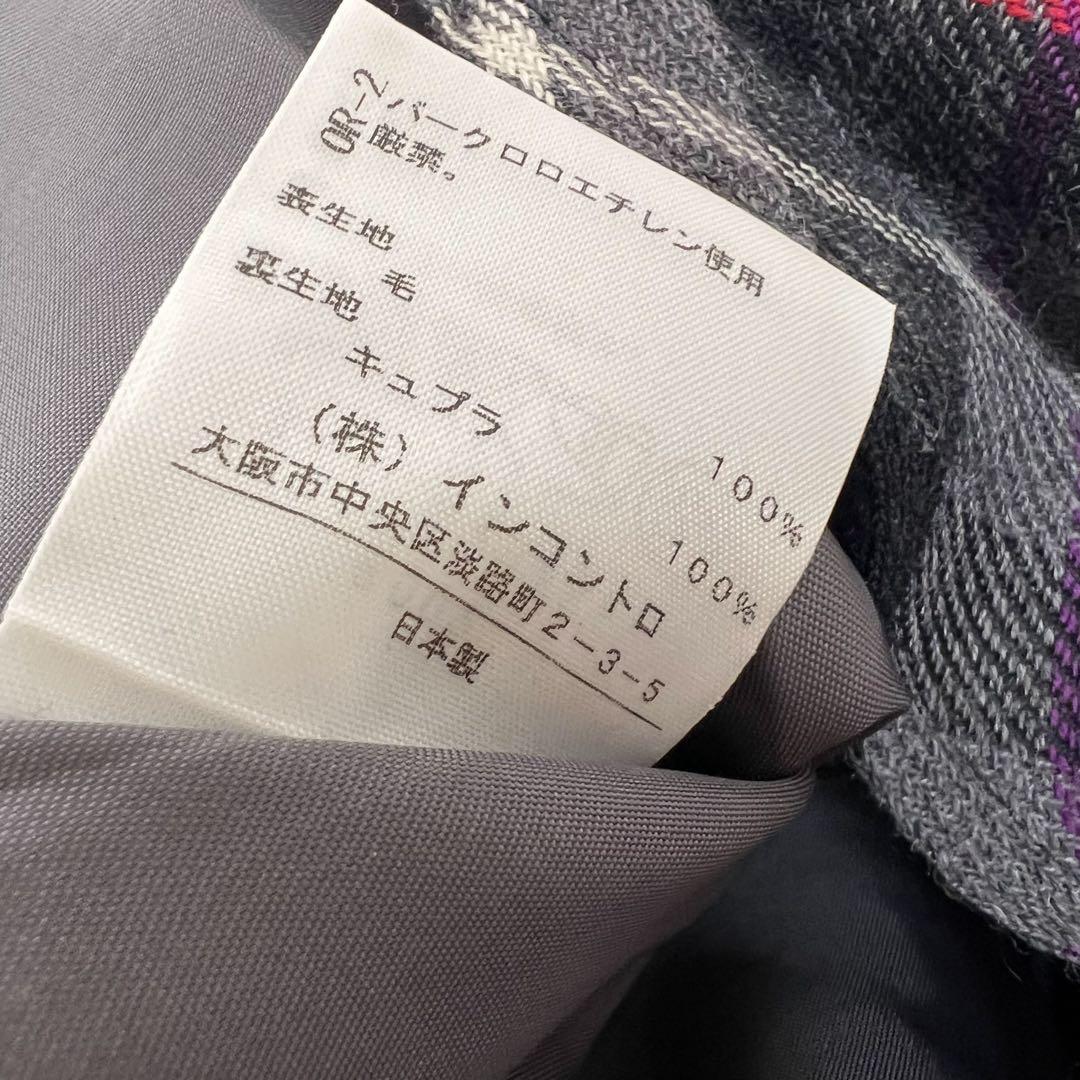 OR-2パークロロエチレン使用
厳禁。
表生地
毛 100%
裏生地
キュプラ 100%
(株)インコントロ
大阪市中央区淡路町2-3-5
日本製